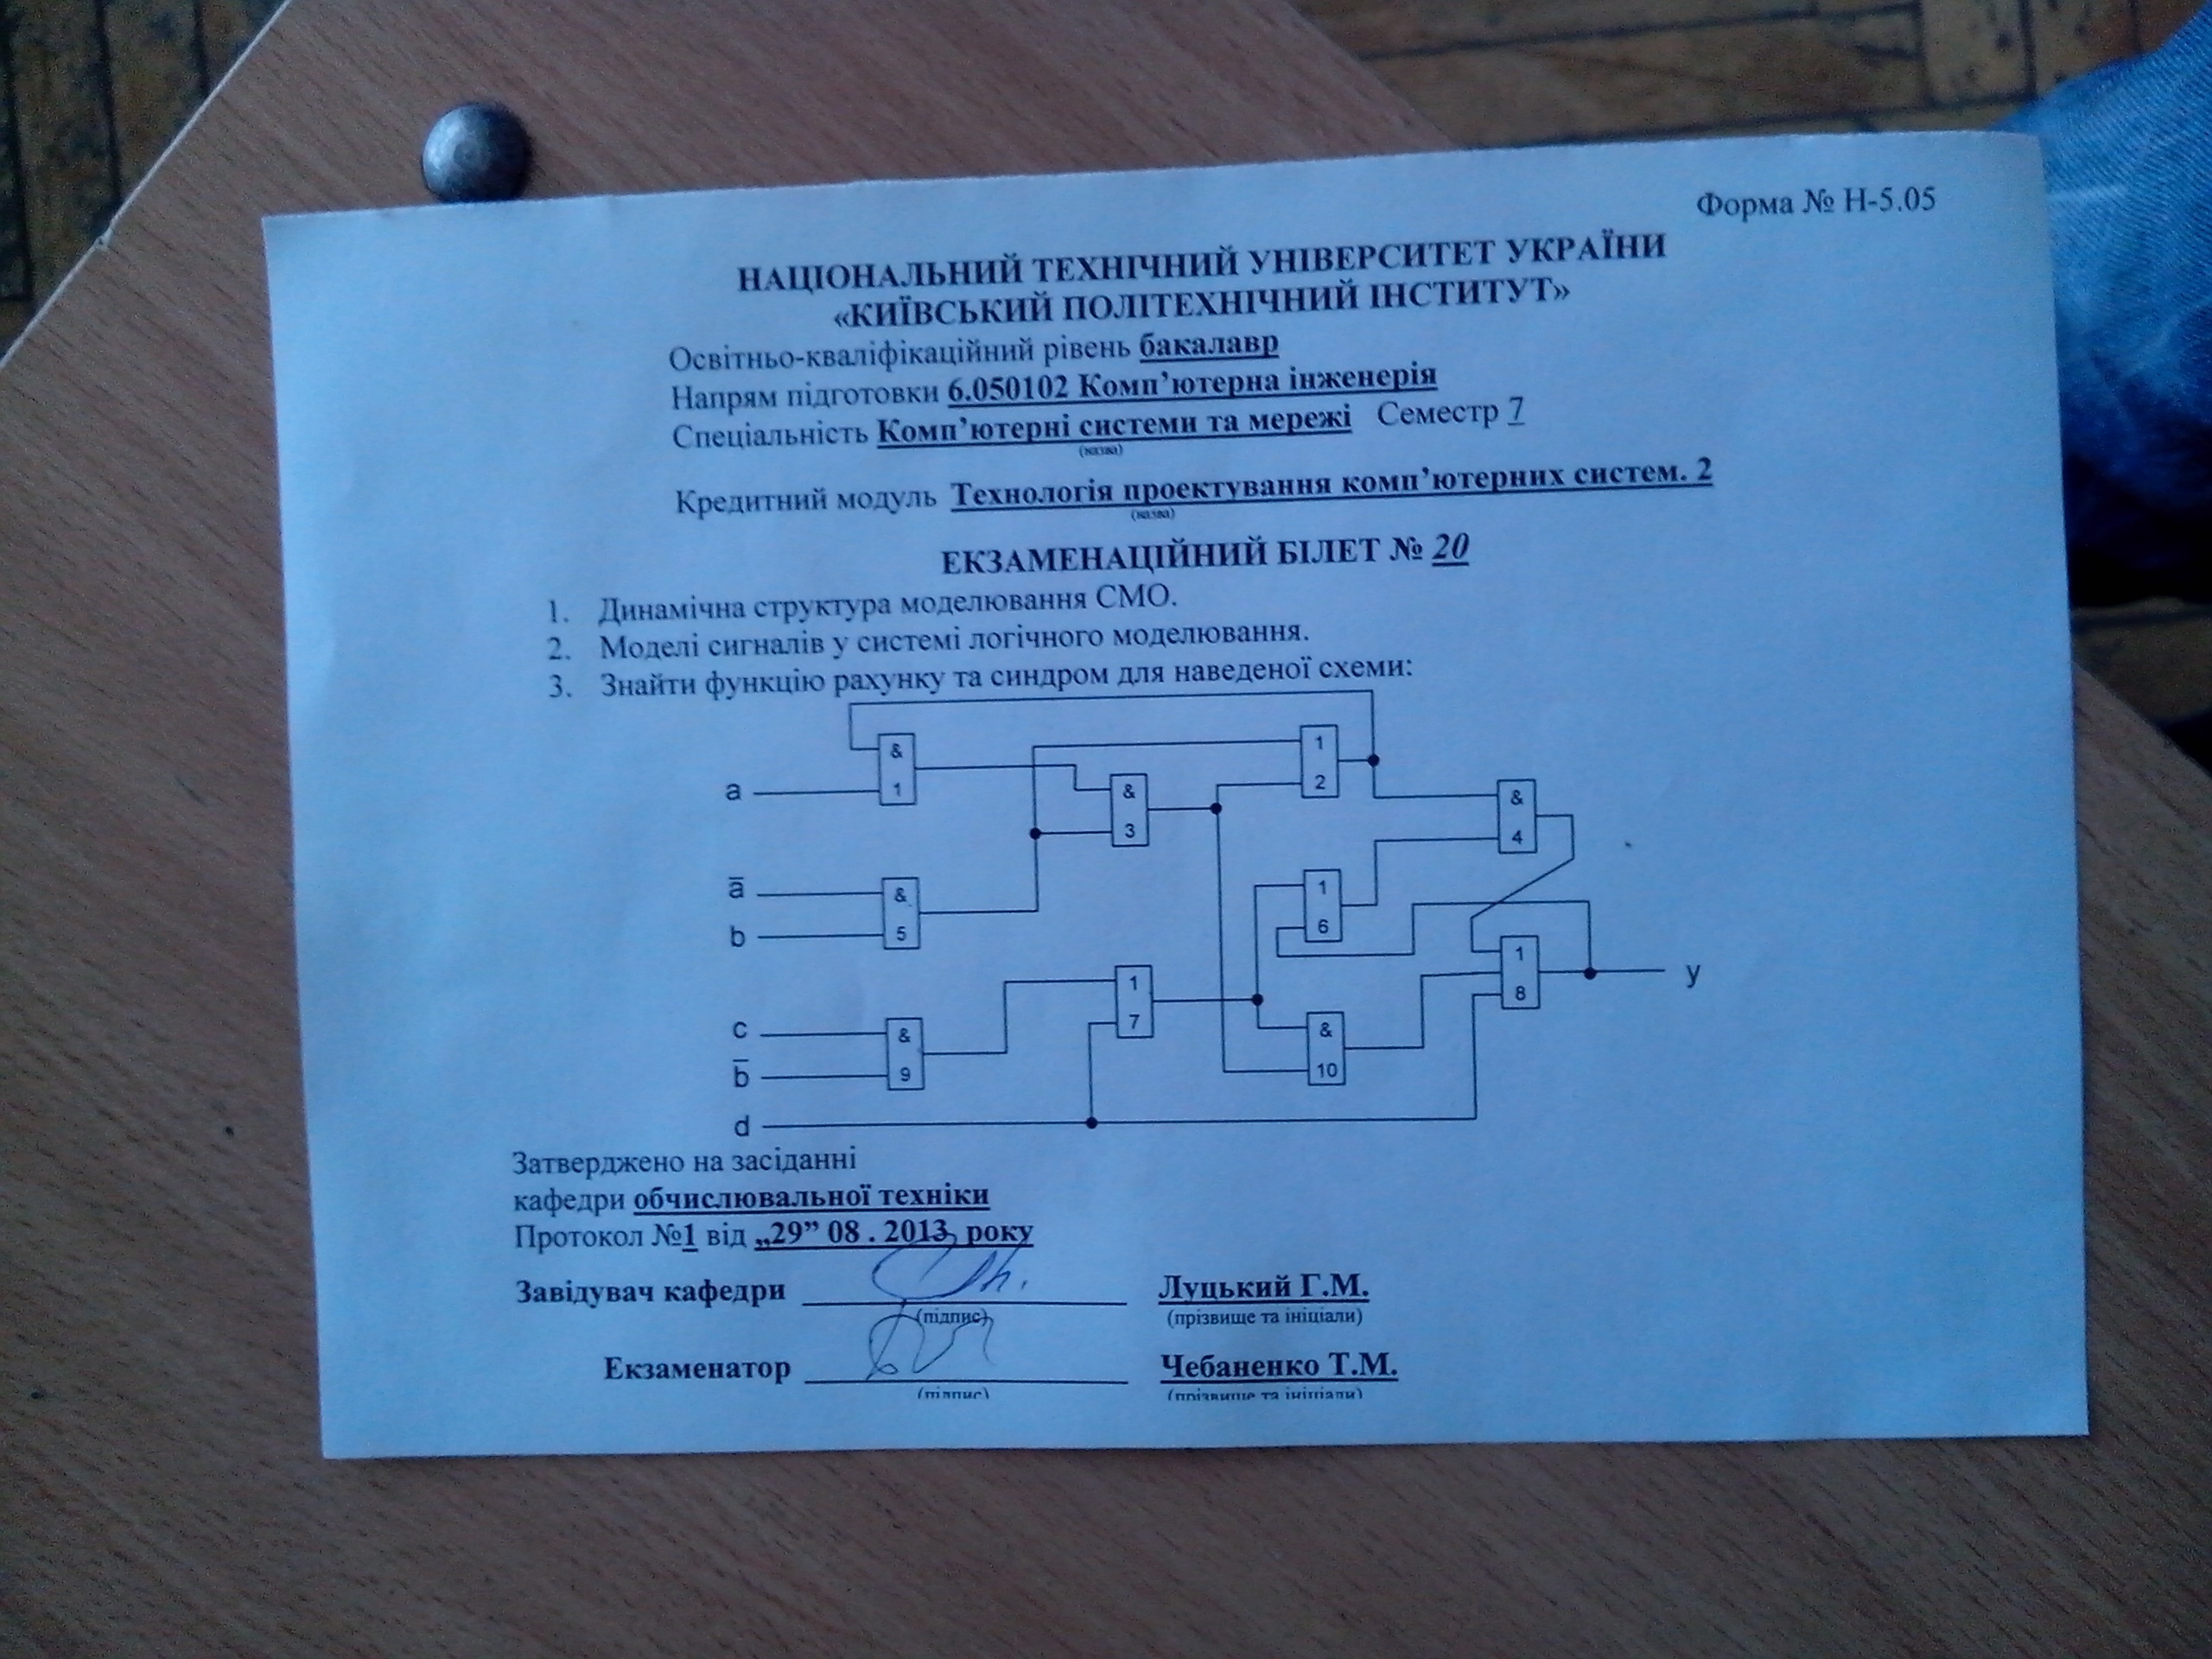 Форма № Н-5.05
НАЦІОНАЛЬНИЙ ТЕХНІЧНИЙ УНІВЕРСИТЕТ УКРАЇНИ
«КИЇВСЬКИЙ ПОЛІТЕХНІЧНИЙ ІНСТИТУТ»
Освітньо-кваліфікаційний рівень бакалавр
Напрям підготовки 6.050102 Комп’ютерна інженерія
Спеціальність Комп’ютерні системи та мережі Семестр 7
(назва)
Кредитний модуль Технологія проектування комп’ютерних систем. 2
(назва)
ЕКЗАМЕНАЦІЙНИЙ БІЛЕТ № 20
1. Динамічна структура моделювання СМО.
2. Моделі сигналів у системі логічного моделювання.
3. Знайти функцію рахунку та синдром для наведеної схеми:
& 1
1 2
& 3
& 4
a
a̅
b
& 5
1 6
1 7
1 8
y
c
b̅
& 9
& 10
d
Затверджено на засіданні
кафедри обчислювальної техніки
Протокол №1 від „29” 08 . 2013 року
Завідувач кафедри Луцький Г.М.
(підпис) (прізвище та ініціали)
Екзаменатор Чебаненко Т.М.
(підпис) (прізвище та ініціали)